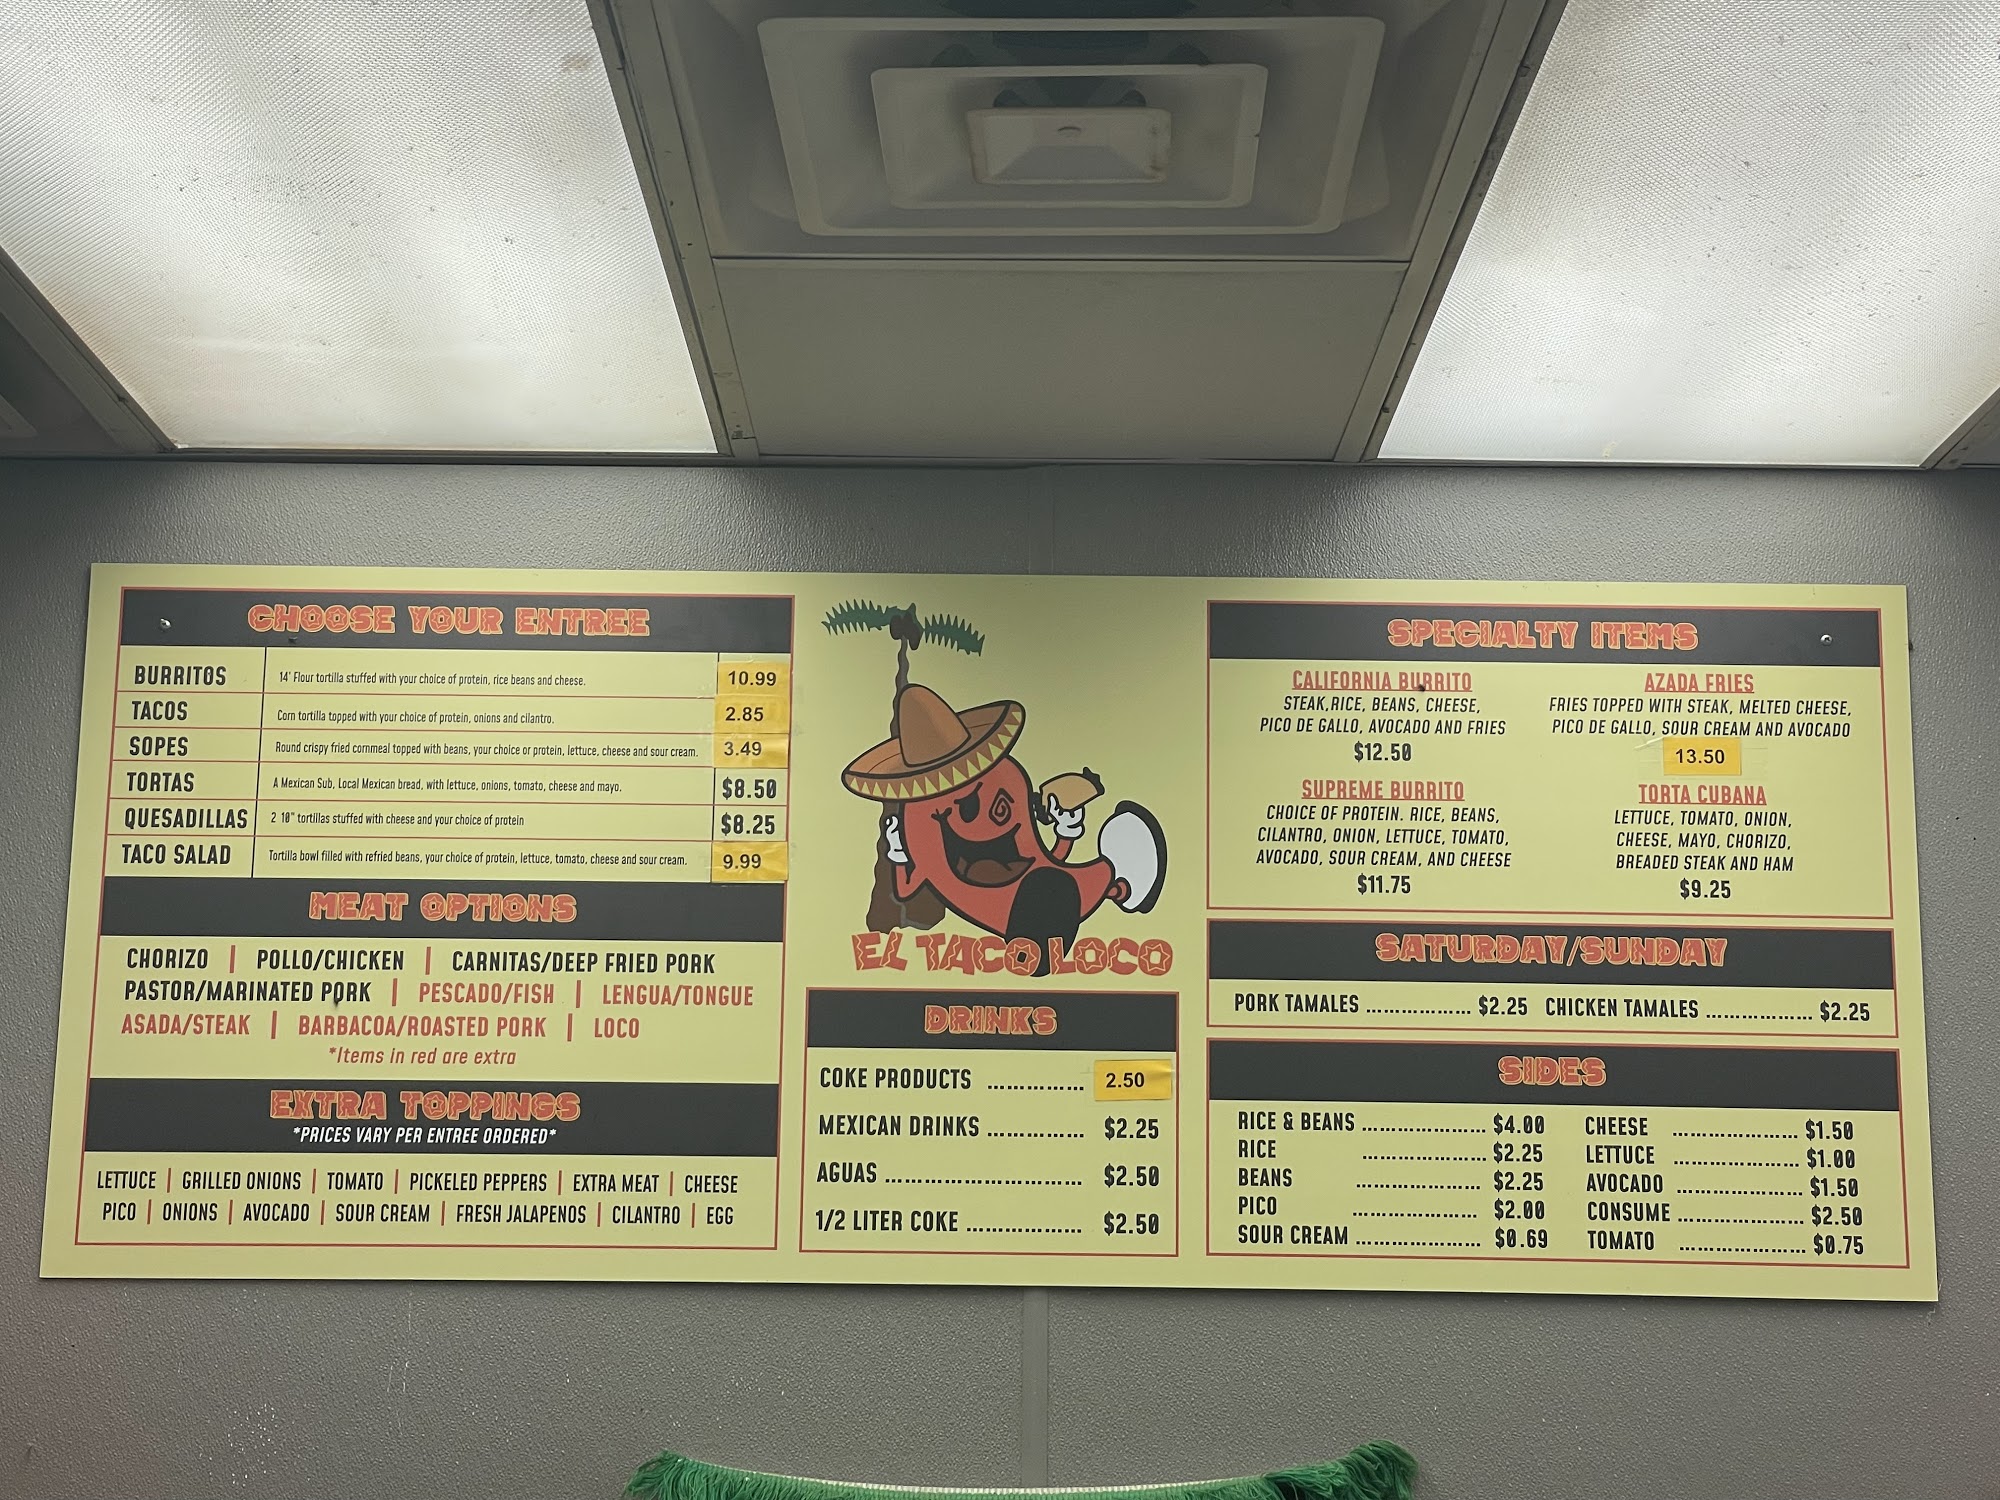 CHOOSE YOUR ENTREE
BURRITOS 14' Flour tortilla stuffed with your choice of protein, rice beans and cheese. 10.99
TACOS Corn tortilla topped with your choice of protein, onions and cilantro. 2.85
SOPES Round crispy fried cornmeal topped with beans, your choice or protein, lettuce, cheese and sour cream. 3.49
TORTAS A Mexican Sub, Local Mexican bread, with lettuce, onions, tomato, cheese and mayo. $8.50
QUESADILLAS 2 10" tortillas stuffed with cheese and your choice of protein $8.25
TACO SALAD Tortilla bowl filled with refried beans, your choice of protein, lettuce, tomato, cheese and sour cream. 9.99
MEAT OPTIONS
CHORIZO | POLLO/CHICKEN | CARNITAS/DEEP FRIED PORK
PASTOR/MARINATED PORK | PESCADO/FISH | LENGUA/TONGUE
ASADA/STEAK | BARBACOA/ROASTED PORK | LOCO
*Items in red are extra
EXTRA TOPPINGS
*PRICES VARY PER ENTREE ORDERED*
LETTUCE | GRILLED ONIONS | TOMATO | PICKELED PEPPERS | EXTRA MEAT | CHEESE
PICO | ONIONS | AVOCADO | SOUR CREAM | FRESH JALAPENOS | CILANTRO | EGG
EL TACO LOCO
DRINKS
COKE PRODUCTS ............... 2.50
MEXICAN DRINKS ............... $2.25
AGUAS .............................. $2.50
1/2 LITER COKE .................. $2.50
SPECIALTY ITEMS
CALIFORNIA BURRITO
STEAK,RICE, BEANS, CHEESE,
PICO DE GALLO, AVOCADO AND FRIES
$12.50
AZADA FRIES
FRIES TOPPED WITH STEAK, MELTED CHEESE,
PICO DE GALLO, SOUR CREAM AND AVOCADO
13.50
SUPREME BURRITO
CHOICE OF PROTEIN. RICE, BEANS,
CILANTRO, ONION, LETTUCE, TOMATO,
AVOCADO, SOUR CREAM, AND CHEESE
$11.75
TORTA CUBANA
LETTUCE, TOMATO, ONION,
CHEESE, MAYO, CHORIZO,
BREADED STEAK AND HAM
$9.25
SATURDAY/SUNDAY
PORK TAMALES ................ $2.25 CHICKEN TAMALES ................ $2.25
SIDES
RICE & BEANS ..................... $4.00
RICE ..................... $2.25
BEANS ..................... $2.25
PICO ..................... $2.00
SOUR CREAM ..................... $0.69
CHEESE ..................... $1.50
LETTUCE ..................... $1.00
AVOCADO ..................... $1.50
CONSUME ..................... $2.50
TOMATO ..................... $0.75